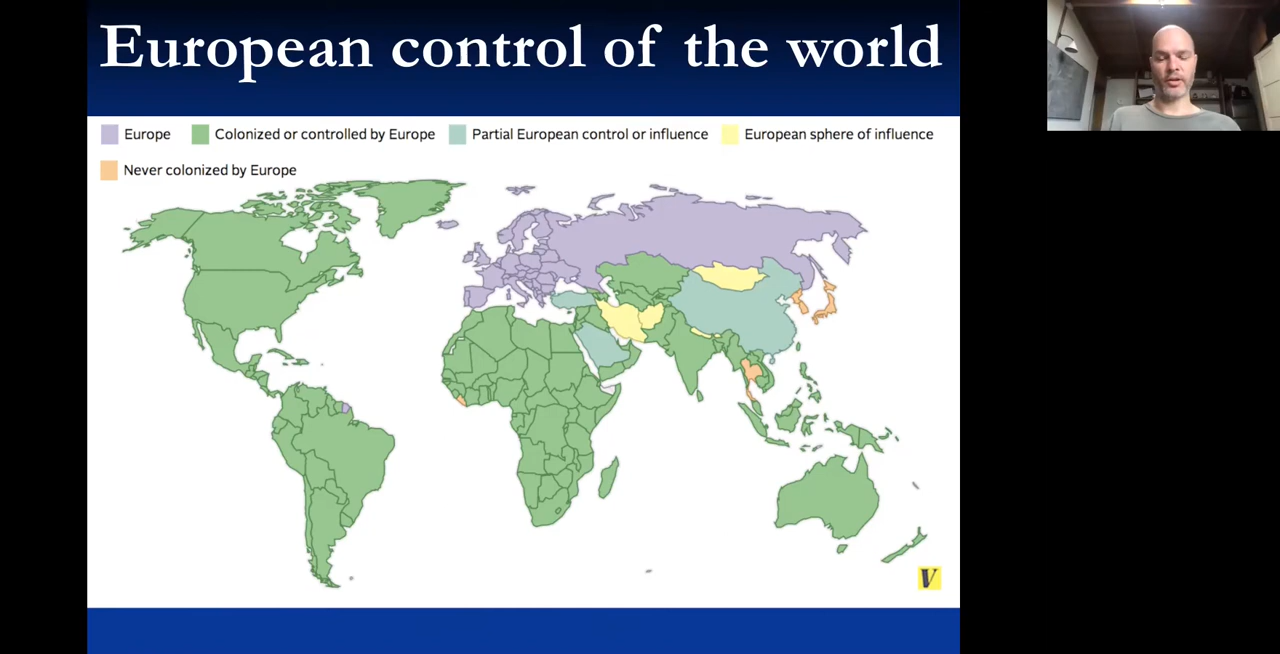 European control of the world
Europe Colonized or controlled by Europe Partial European control or influence European sphere of influence
Never colonized by Europe
V